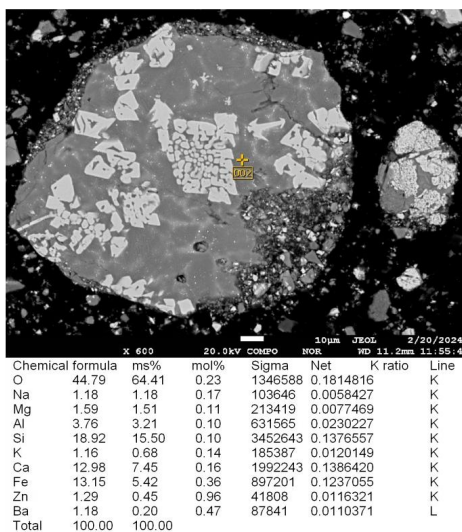 002
10µm JEOL 2/20/2024
X 600 20.0kV COMPO NOR WD 11.2mm 11:55:4
Chemical formula ms% mol% Sigma Net K ratio Line
O 44.79 64.41 0.23 1346588 0.1814816 K
Na 1.18 1.18 0.17 103646 0.0058427 K
Mg 1.59 1.51 0.11 213419 0.0077469 K
Al 3.76 3.21 0.10 631565 0.0230227 K
Si 18.92 15.50 0.10 3452643 0.1376557 K
K 1.16 0.68 0.14 185387 0.0120149 K
Ca 12.98 7.45 0.16 1992243 0.1386420 K
Fe 13.15 5.42 0.36 897201 0.1237055 K
Zn 1.29 0.45 0.96 41808 0.0116321 K
Ba 1.18 0.20 0.47 87841 0.0110371 L
Total 100.00 100.00